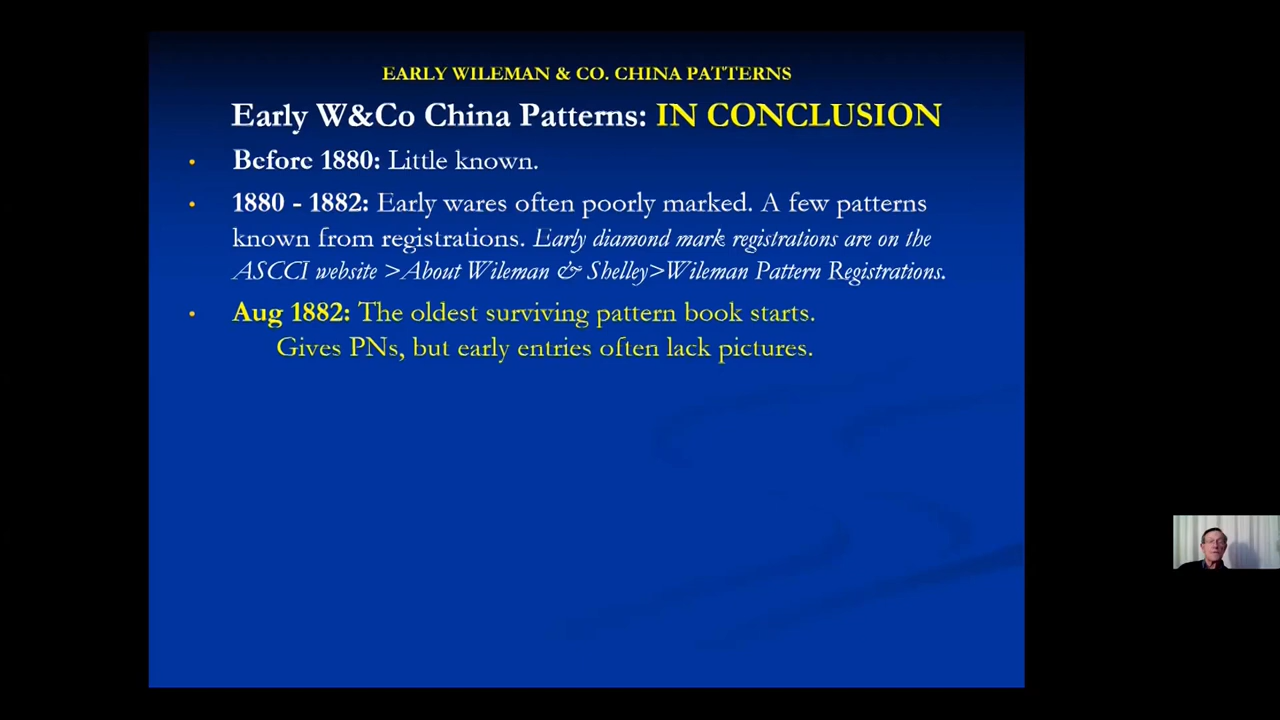 EARLY WILEMAN & CO. CHINA PATTERNS
Early W&Co China Patterns: IN CONCLUSION
• Before 1880: Little known.
• 1880 - 1882: Early wares often poorly marked. A few patterns
known from registrations. Early diamond mark registrations are on the
ASCCI website >About Wileman & Shelley>Wileman Pattern Registrations.
• Aug 1882: The oldest surviving pattern book starts.
Gives PNs, but early entries often lack pictures.